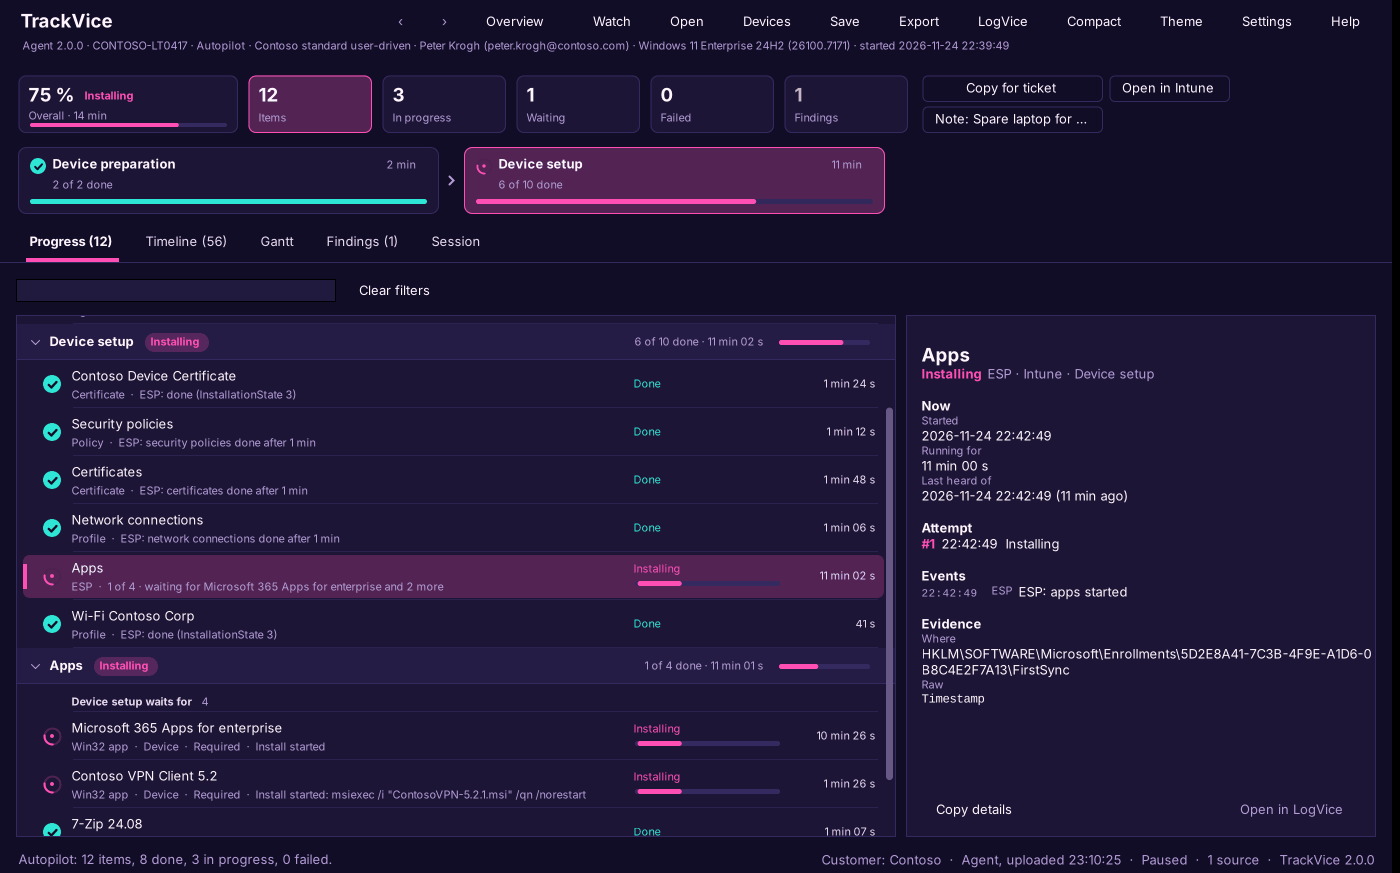 TrackVice
‹ › Overview Watch Open Devices Save Export LogVice Compact Theme Settings Help
Agent 2.0.0 · CONTOSO-LT0417 · Autopilot · Contoso standard user-driven · Peter Krogh (peter.krogh@contoso.com) · Windows 11 Enterprise 24H2 (26100.7171) · started 2026-11-24 22:39:49
75 % Installing
Overall · 14 min
12
Items
3
In progress
1
Waiting
0
Failed
1
Findings
Copy for ticket
Open in Intune
Note: Spare laptop for ...
Device preparation 2 min
2 of 2 done
›
Device setup 11 min
6 of 10 done
Progress (12) Timeline (56) Gantt Findings (1) Session
Clear filters
Device setup Installing 6 of 10 done · 11 min 02 s
Contoso Device Certificate Done 1 min 24 s
Certificate · ESP: done (InstallationState 3)
Security policies Done 1 min 12 s
Policy · ESP: security policies done after 1 min
Certificates Done 1 min 48 s
Certificate · ESP: certificates done after 1 min
Network connections Done 1 min 06 s
Profile · ESP: network connections done after 1 min
Apps Installing 11 min 02 s
ESP · 1 of 4 · waiting for Microsoft 365 Apps for enterprise and 2 more
Wi-Fi Contoso Corp Done 41 s
Profile · ESP: done (InstallationState 3)
Apps Installing 1 of 4 done · 11 min 01 s
Device setup waits for 4
Microsoft 365 Apps for enterprise Installing 10 min 26 s
Win32 app · Device · Required · Install started
Contoso VPN Client 5.2 Installing 1 min 26 s
Win32 app · Device · Required · Install started: msiexec /i "ContosoVPN-5.2.1.msi" /qn /norestart
7-Zip 24.08 Done 1 min 07 s
Apps
Installing ESP · Intune · Device setup
Now
Started
2026-11-24 22:42:49
Running for
11 min 00 s
Last heard of
2026-11-24 22:42:49 (11 min ago)
Attempt
#1 22:42:49 Installing
Events
22:42:49 ESP ESP: apps started
Evidence
Where
HKLM\SOFTWARE\Microsoft\Enrollments\5D2E8A41-7C3B-4F9E-A1D6-0
B8C4E2F7A13\FirstSync
Raw
Timestamp
Copy details Open in LogVice
Autopilot: 12 items, 8 done, 3 in progress, 0 failed.
Customer: Contoso · Agent, uploaded 23:10:25 · Paused · 1 source · TrackVice 2.0.0